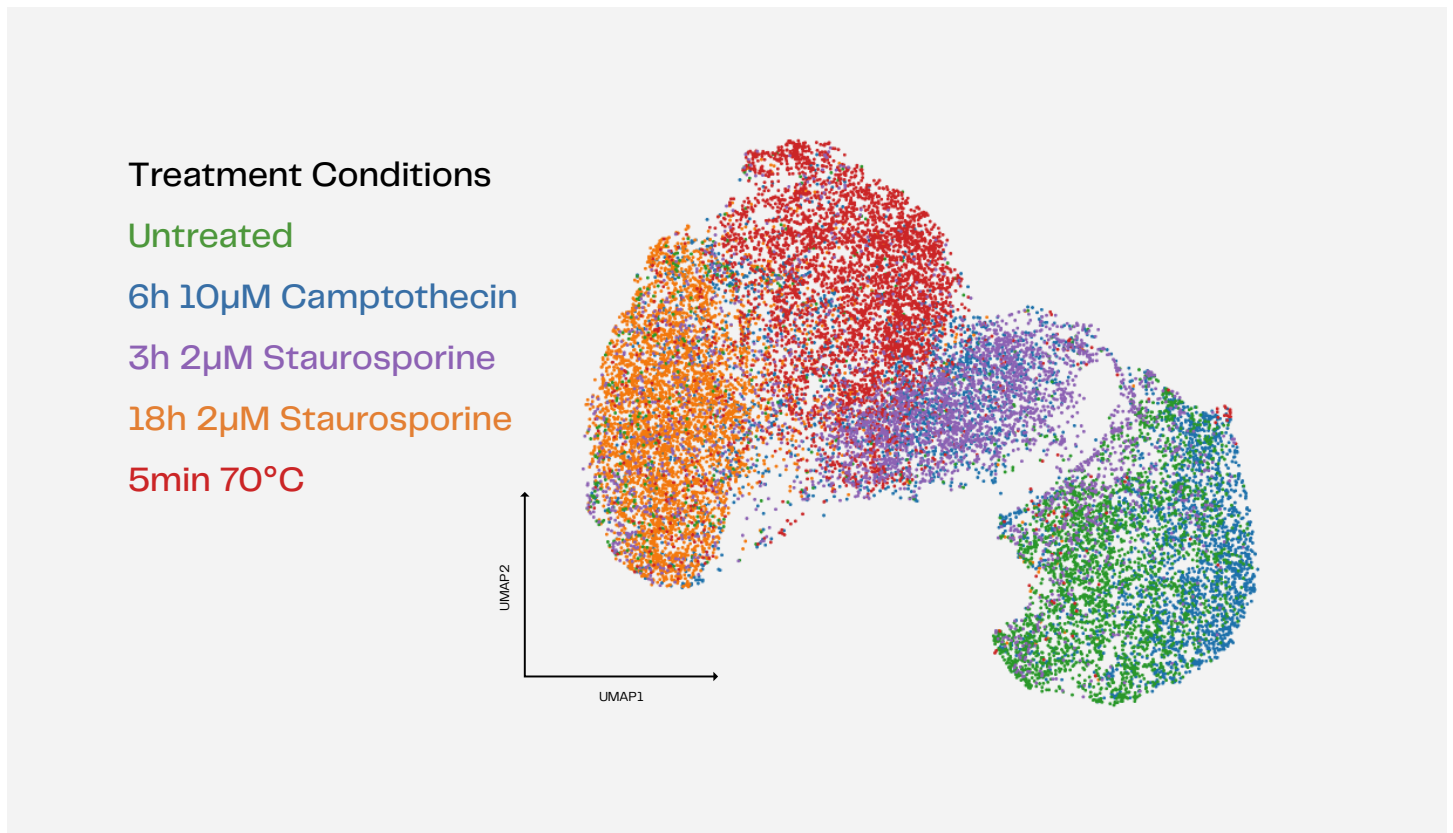 Treatment Conditions
Untreated
6h 10µM Camptothecin
3h 2µM Staurosporine
18h 2µM Staurosporine
5min 70°C
UMAP2
UMAP1